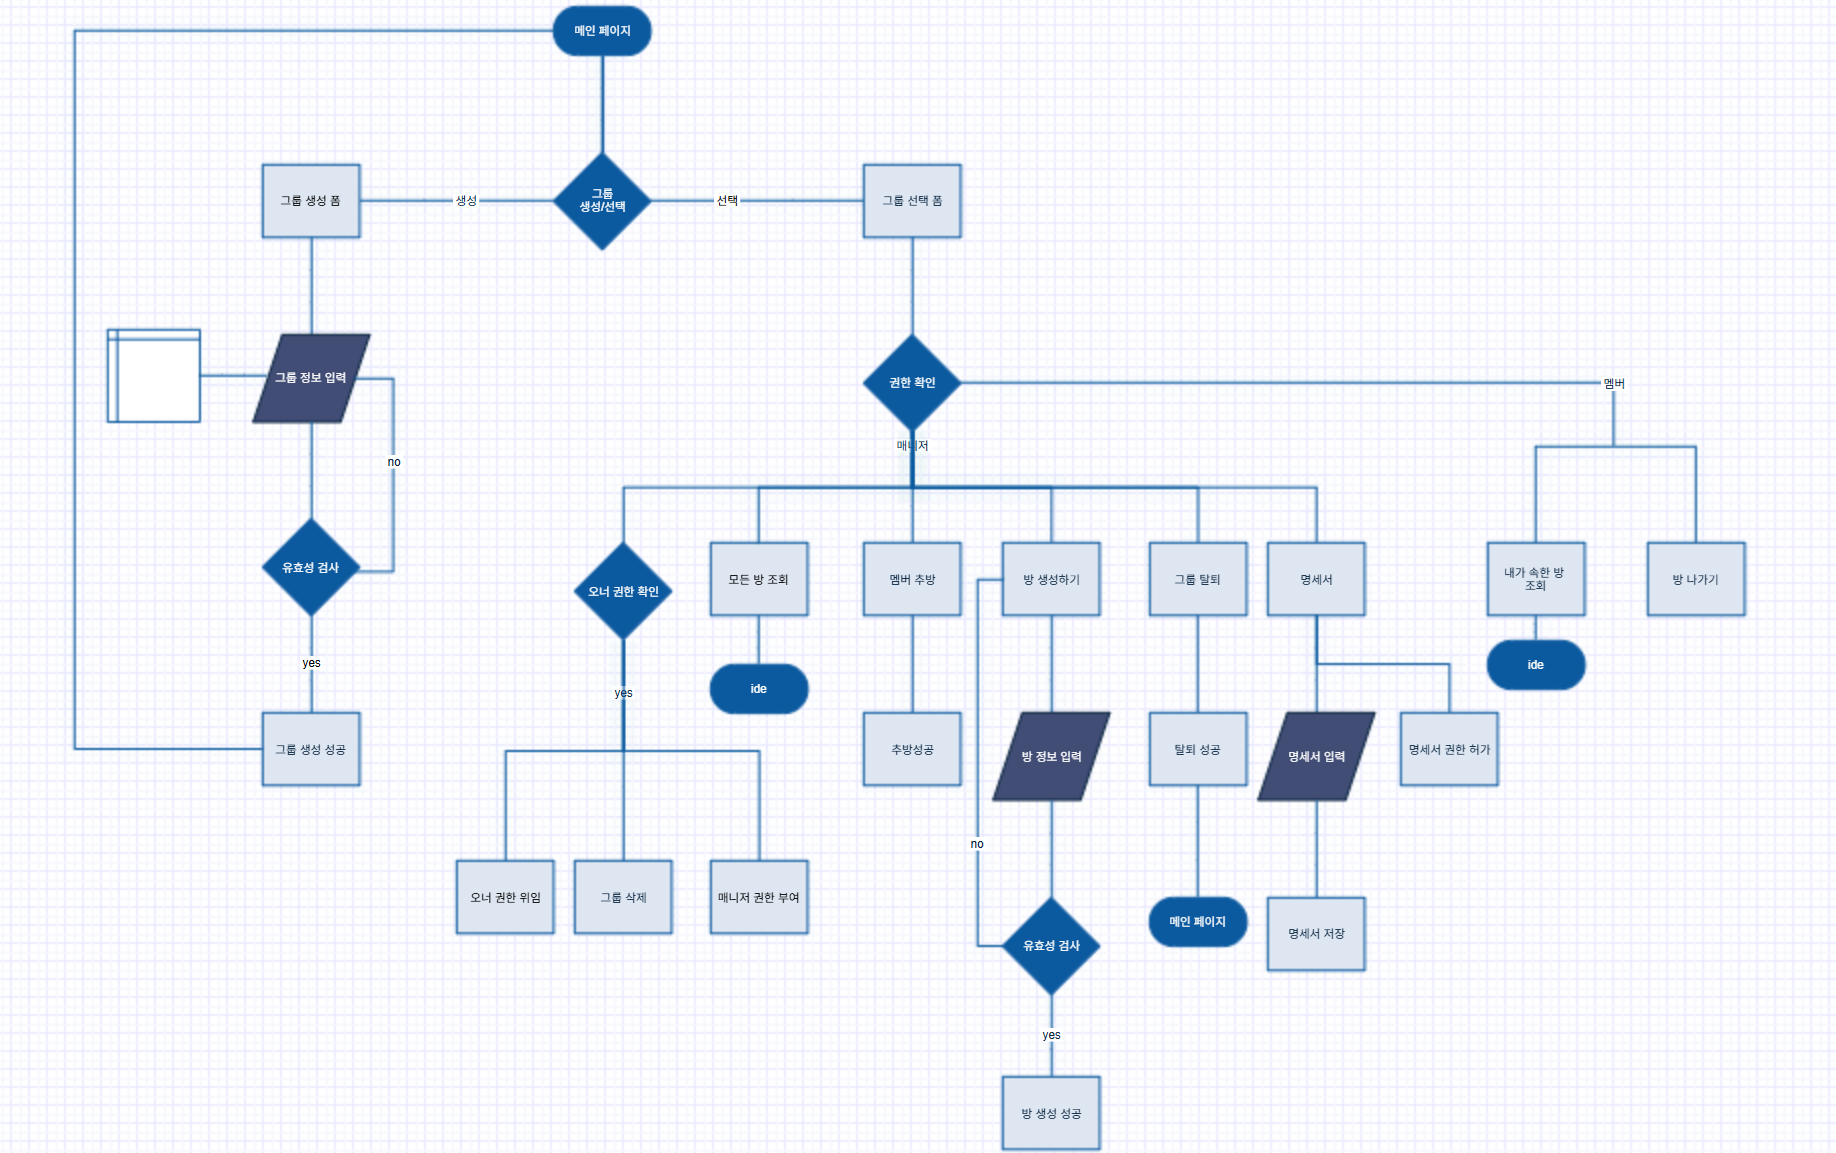 메인 페이지
그룹 생성 폼
생성
그룹
생성/선택
선택
그룹 선택 폼
그룹 정보 입력
권한 확인
멤버
매니저
no
유효성 검사
오너 권한 확인
모든 방 조회
멤버 추방
방 생성하기
그룹 탈퇴
명세서
내가 속한 방
조회
방 나가기
yes
yes
ide
ide
그룹 생성 성공
추방성공
방 정보 입력
탈퇴 성공
명세서 입력
명세서 권한 허가
no
오너 권한 위임
그룹 삭제
매니저 권한 부여
유효성 검사
메인 페이지
명세서 저장
yes
방 생성 성공